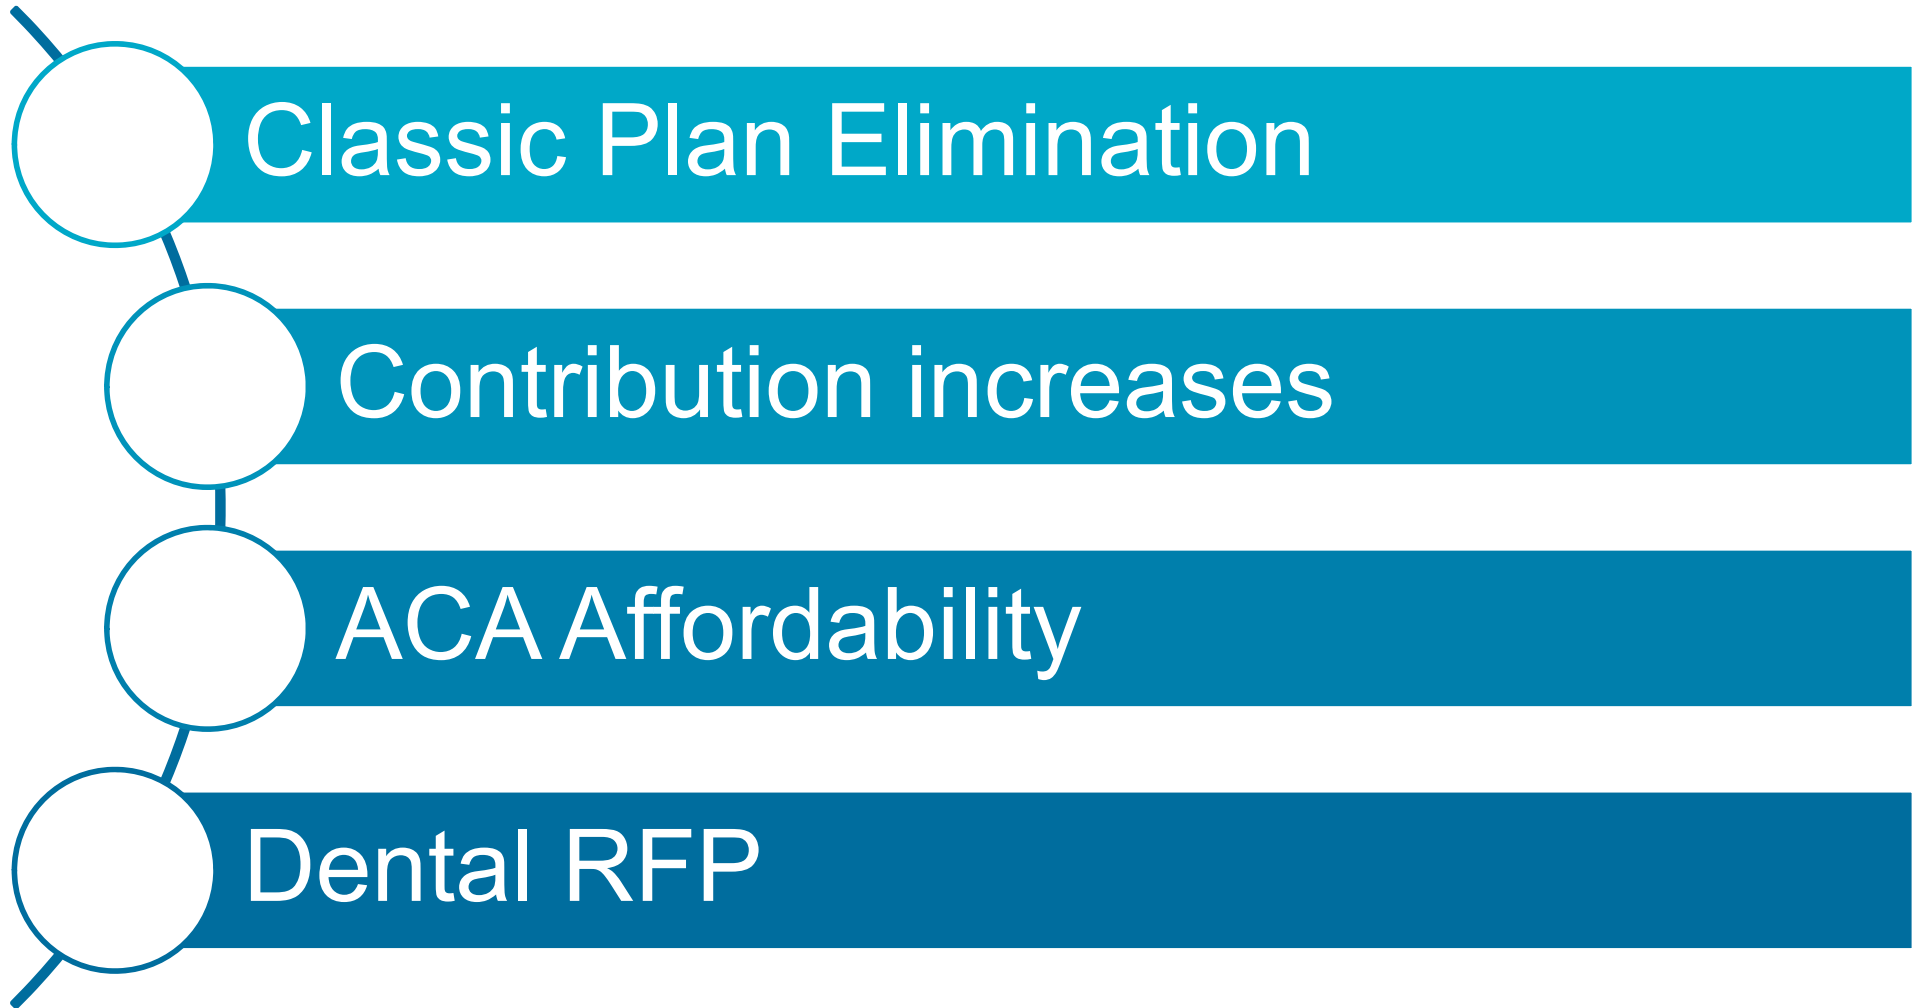 Classic Plan Elimination
Contribution increases
ACA Affordability
Dental RFP